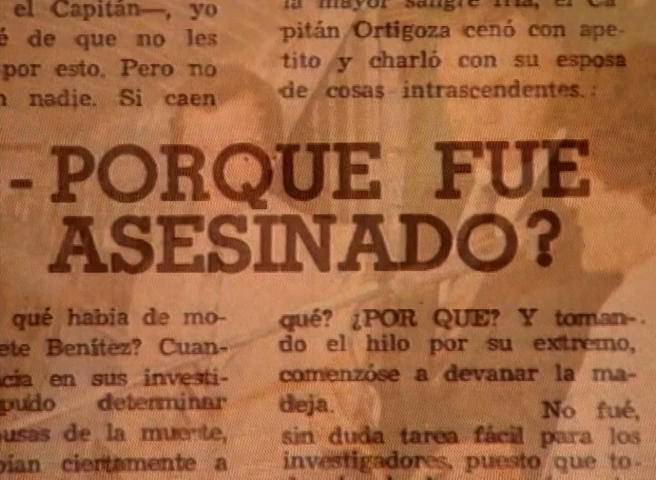 el Capitán—, yo
é de que no les
por esto. Pero no
nadie. Si caen
la mayor sangre fría, el Ca-
pitán Ortigoza cenó con ape-
tito y charló con su esposa
de cosas intrascendentes.
-PORQUE FUE
ASESINADO?
qué habia de mo-
ete Benítez? Cuan-
cia en sus investi-
pudo determinar
usas de la muerte,
bían ciertamente a
qué? ¿POR QUE? Y toman-
do el hilo por su extremo,
comenzóse a devanar la ma-
deja. No fué,
sin duda tarea fácil para los
investigadores, puesto que to-